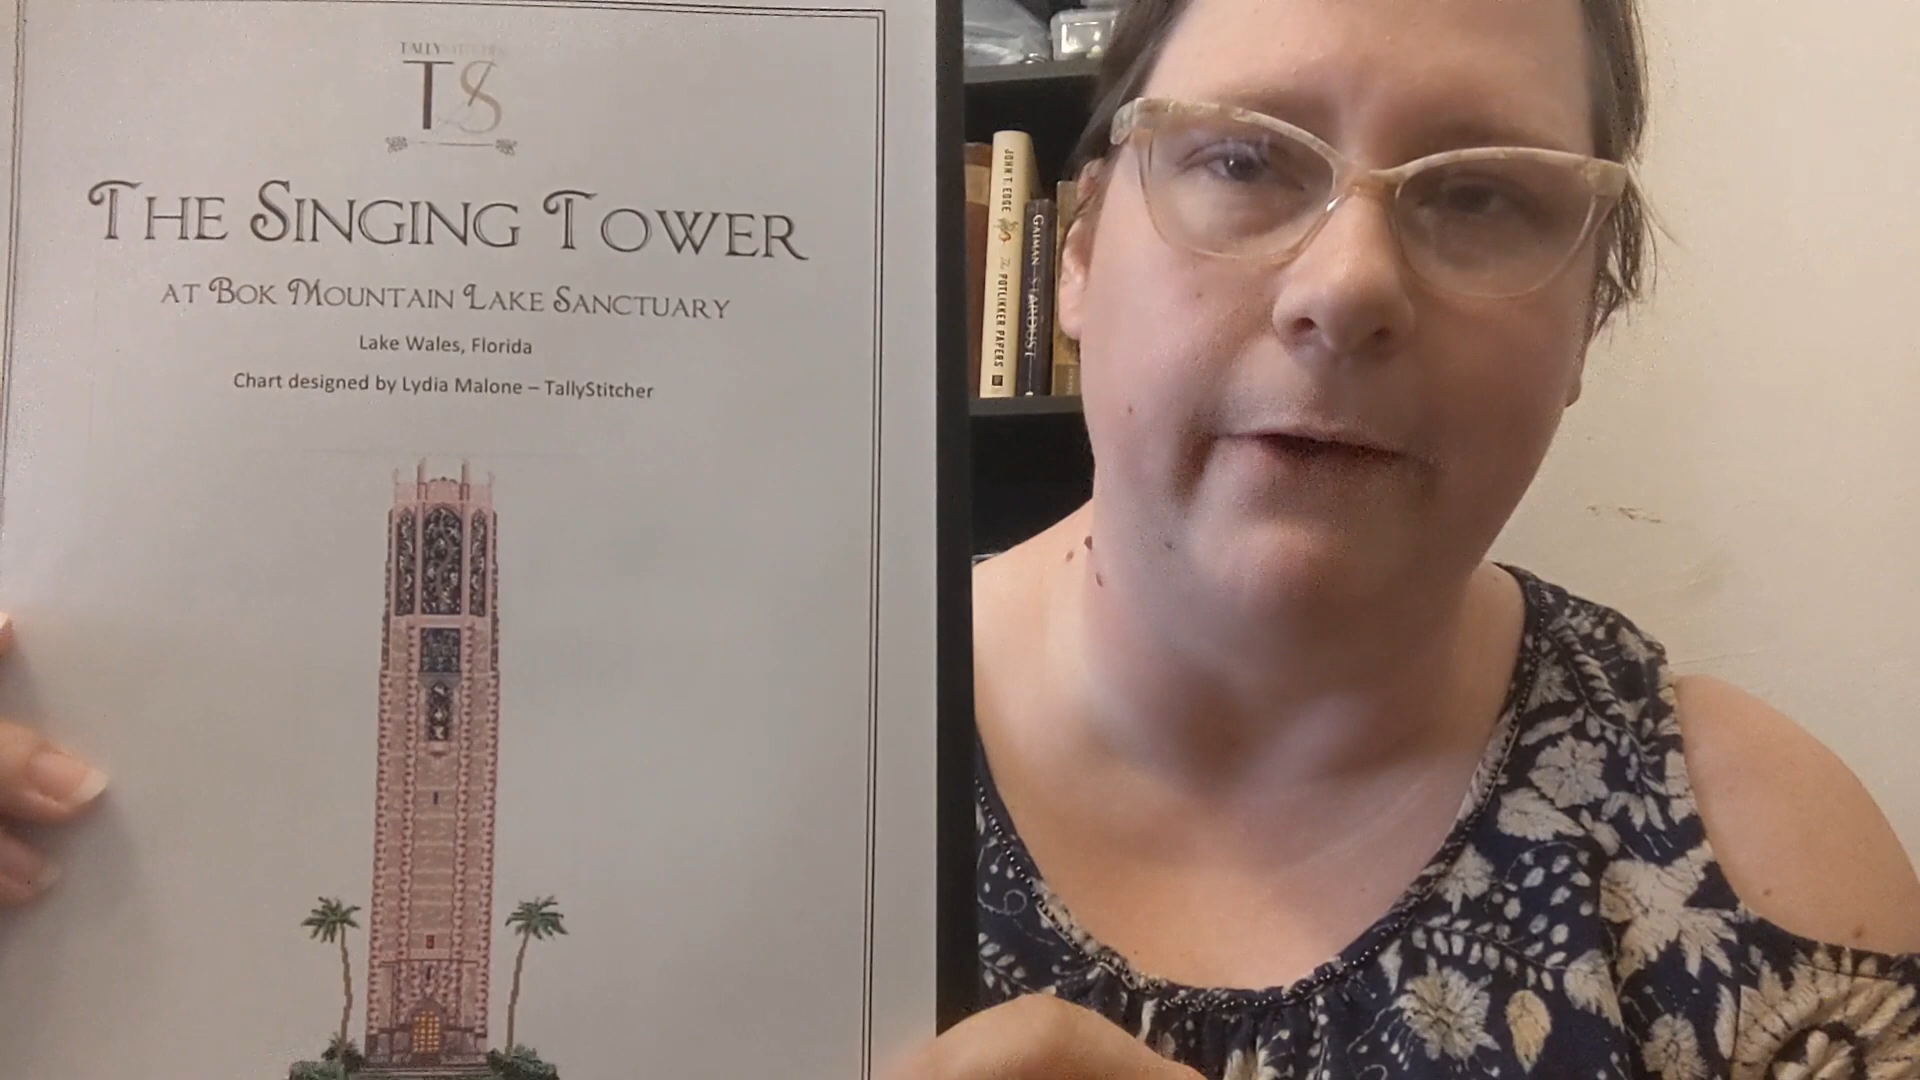 TALLYSTITCHER
TS
THE SINGING TOWER
AT BOK MOUNTAIN LAKE SANCTUARY
Lake Wales, Florida
Chart designed by Lydia Malone – TallyStitcher
JOHN T. EDGE The POTLIKKER PAPERS
GAIMAN STARDUST